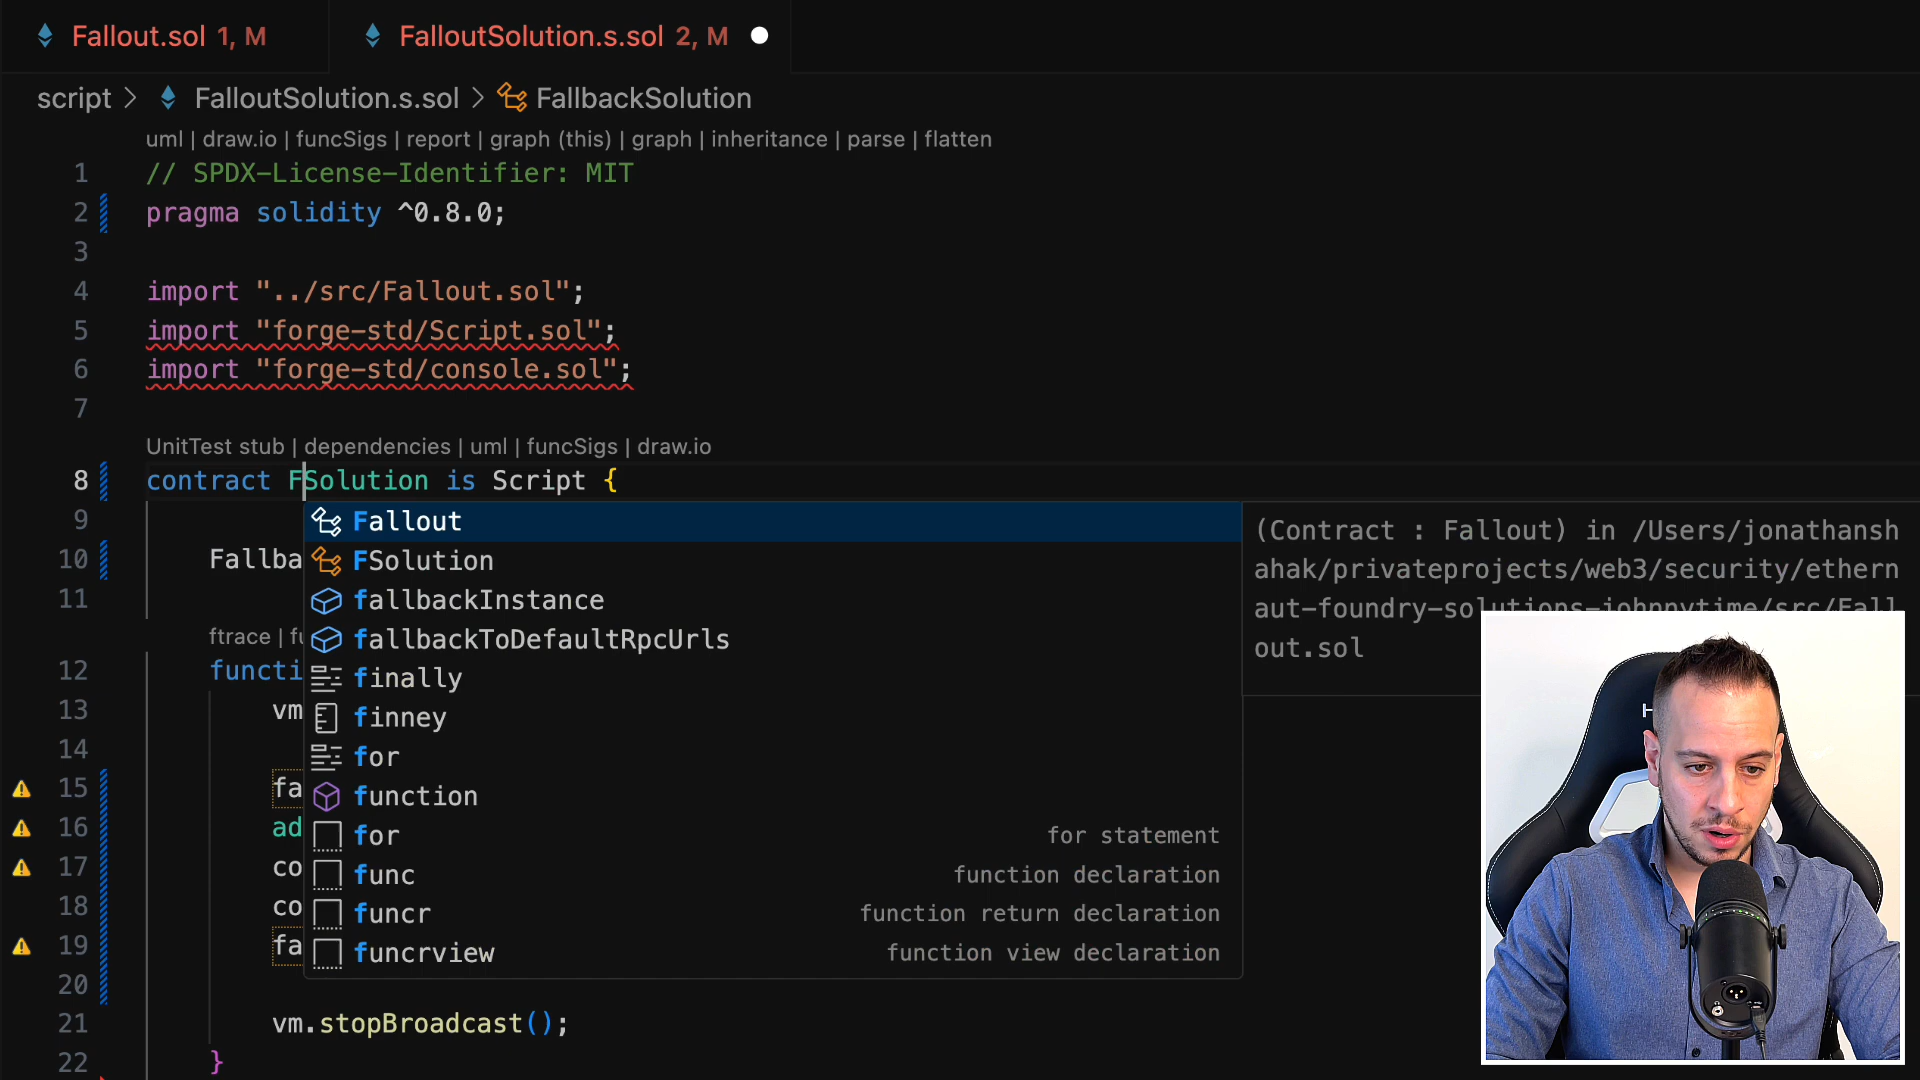 Fallout.sol 1, M
FalloutSolution.s.sol 2, M
script > FalloutSolution.s.sol > FallbackSolution
uml | draw.io | funcSigs | report | graph (this) | graph | inheritance | parse | flatten
1 // SPDX-License-Identifier: MIT
2 pragma solidity ^0.8.0;
3
4 import "../src/Fallout.sol";
5 import "forge-std/Script.sol";
6 import "forge-std/console.sol";
7
UnitTest stub | dependencies | uml | funcSigs | draw.io
8 contract FSolution is Script {
9
10 Fallba
11
ftrace | fu
12 functi
13 vm
14
15 fa
16 ad
17 co
18 co
19 fa
20
21 vm.stopBroadcast();
22 }
Fallout
FSolution
fallbackInstance
fallbackToDefaultRpcUrls
finally
finney
for
function
for for statement
func function declaration
funcr function return declaration
funcrview function view declaration
(Contract : Fallout) in /Users/jonathansh
ahak/privateprojects/web3/security/ethern
aut-foundry-solutions-johnnytime/src/Fall
out.sol